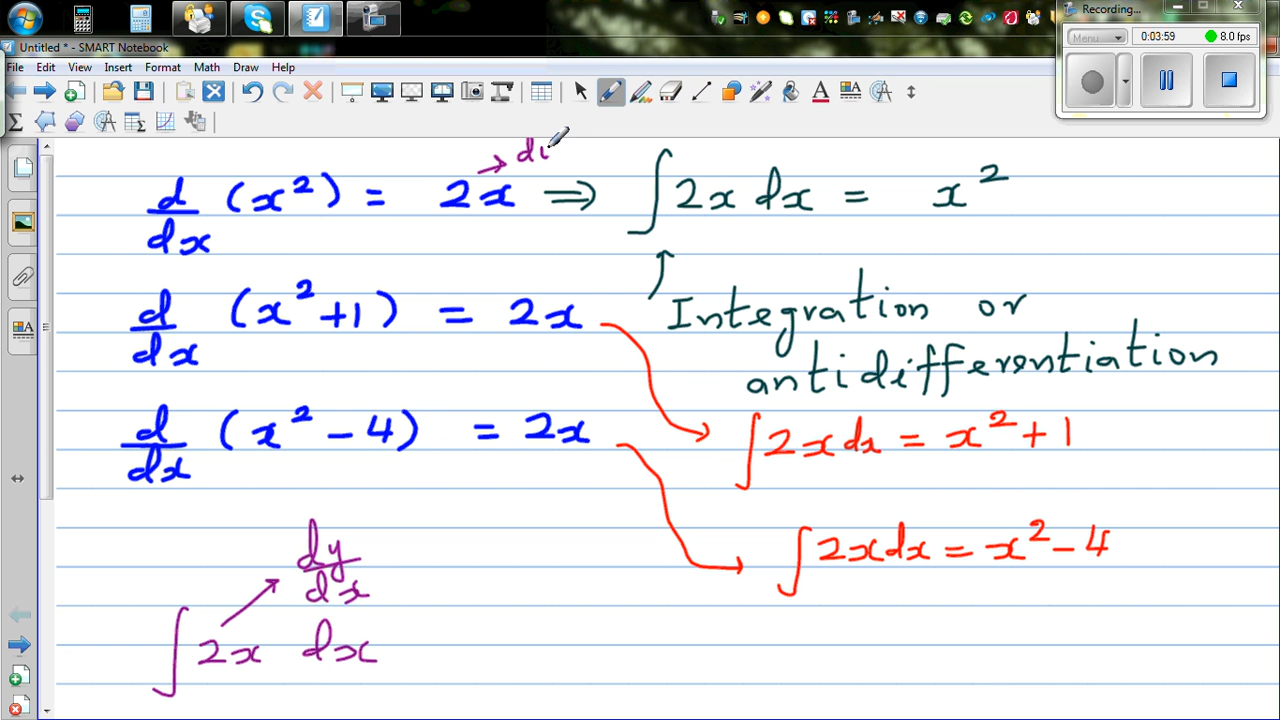 Recording...
Menu
0:03:59
8.0 fps
Untitled * - SMART Notebook
File Edit View Insert Format Math Draw Help
d/dx (x²) = 2x ⇒ ∫ 2x dx = x²
Integration or
antidifferentiation
d/dx (x²+1) = 2x
∫ 2x dx = x² + 1
d/dx (x² - 4) = 2x
∫ 2x dx = x² - 4
dy/dx
∫ 2x dx